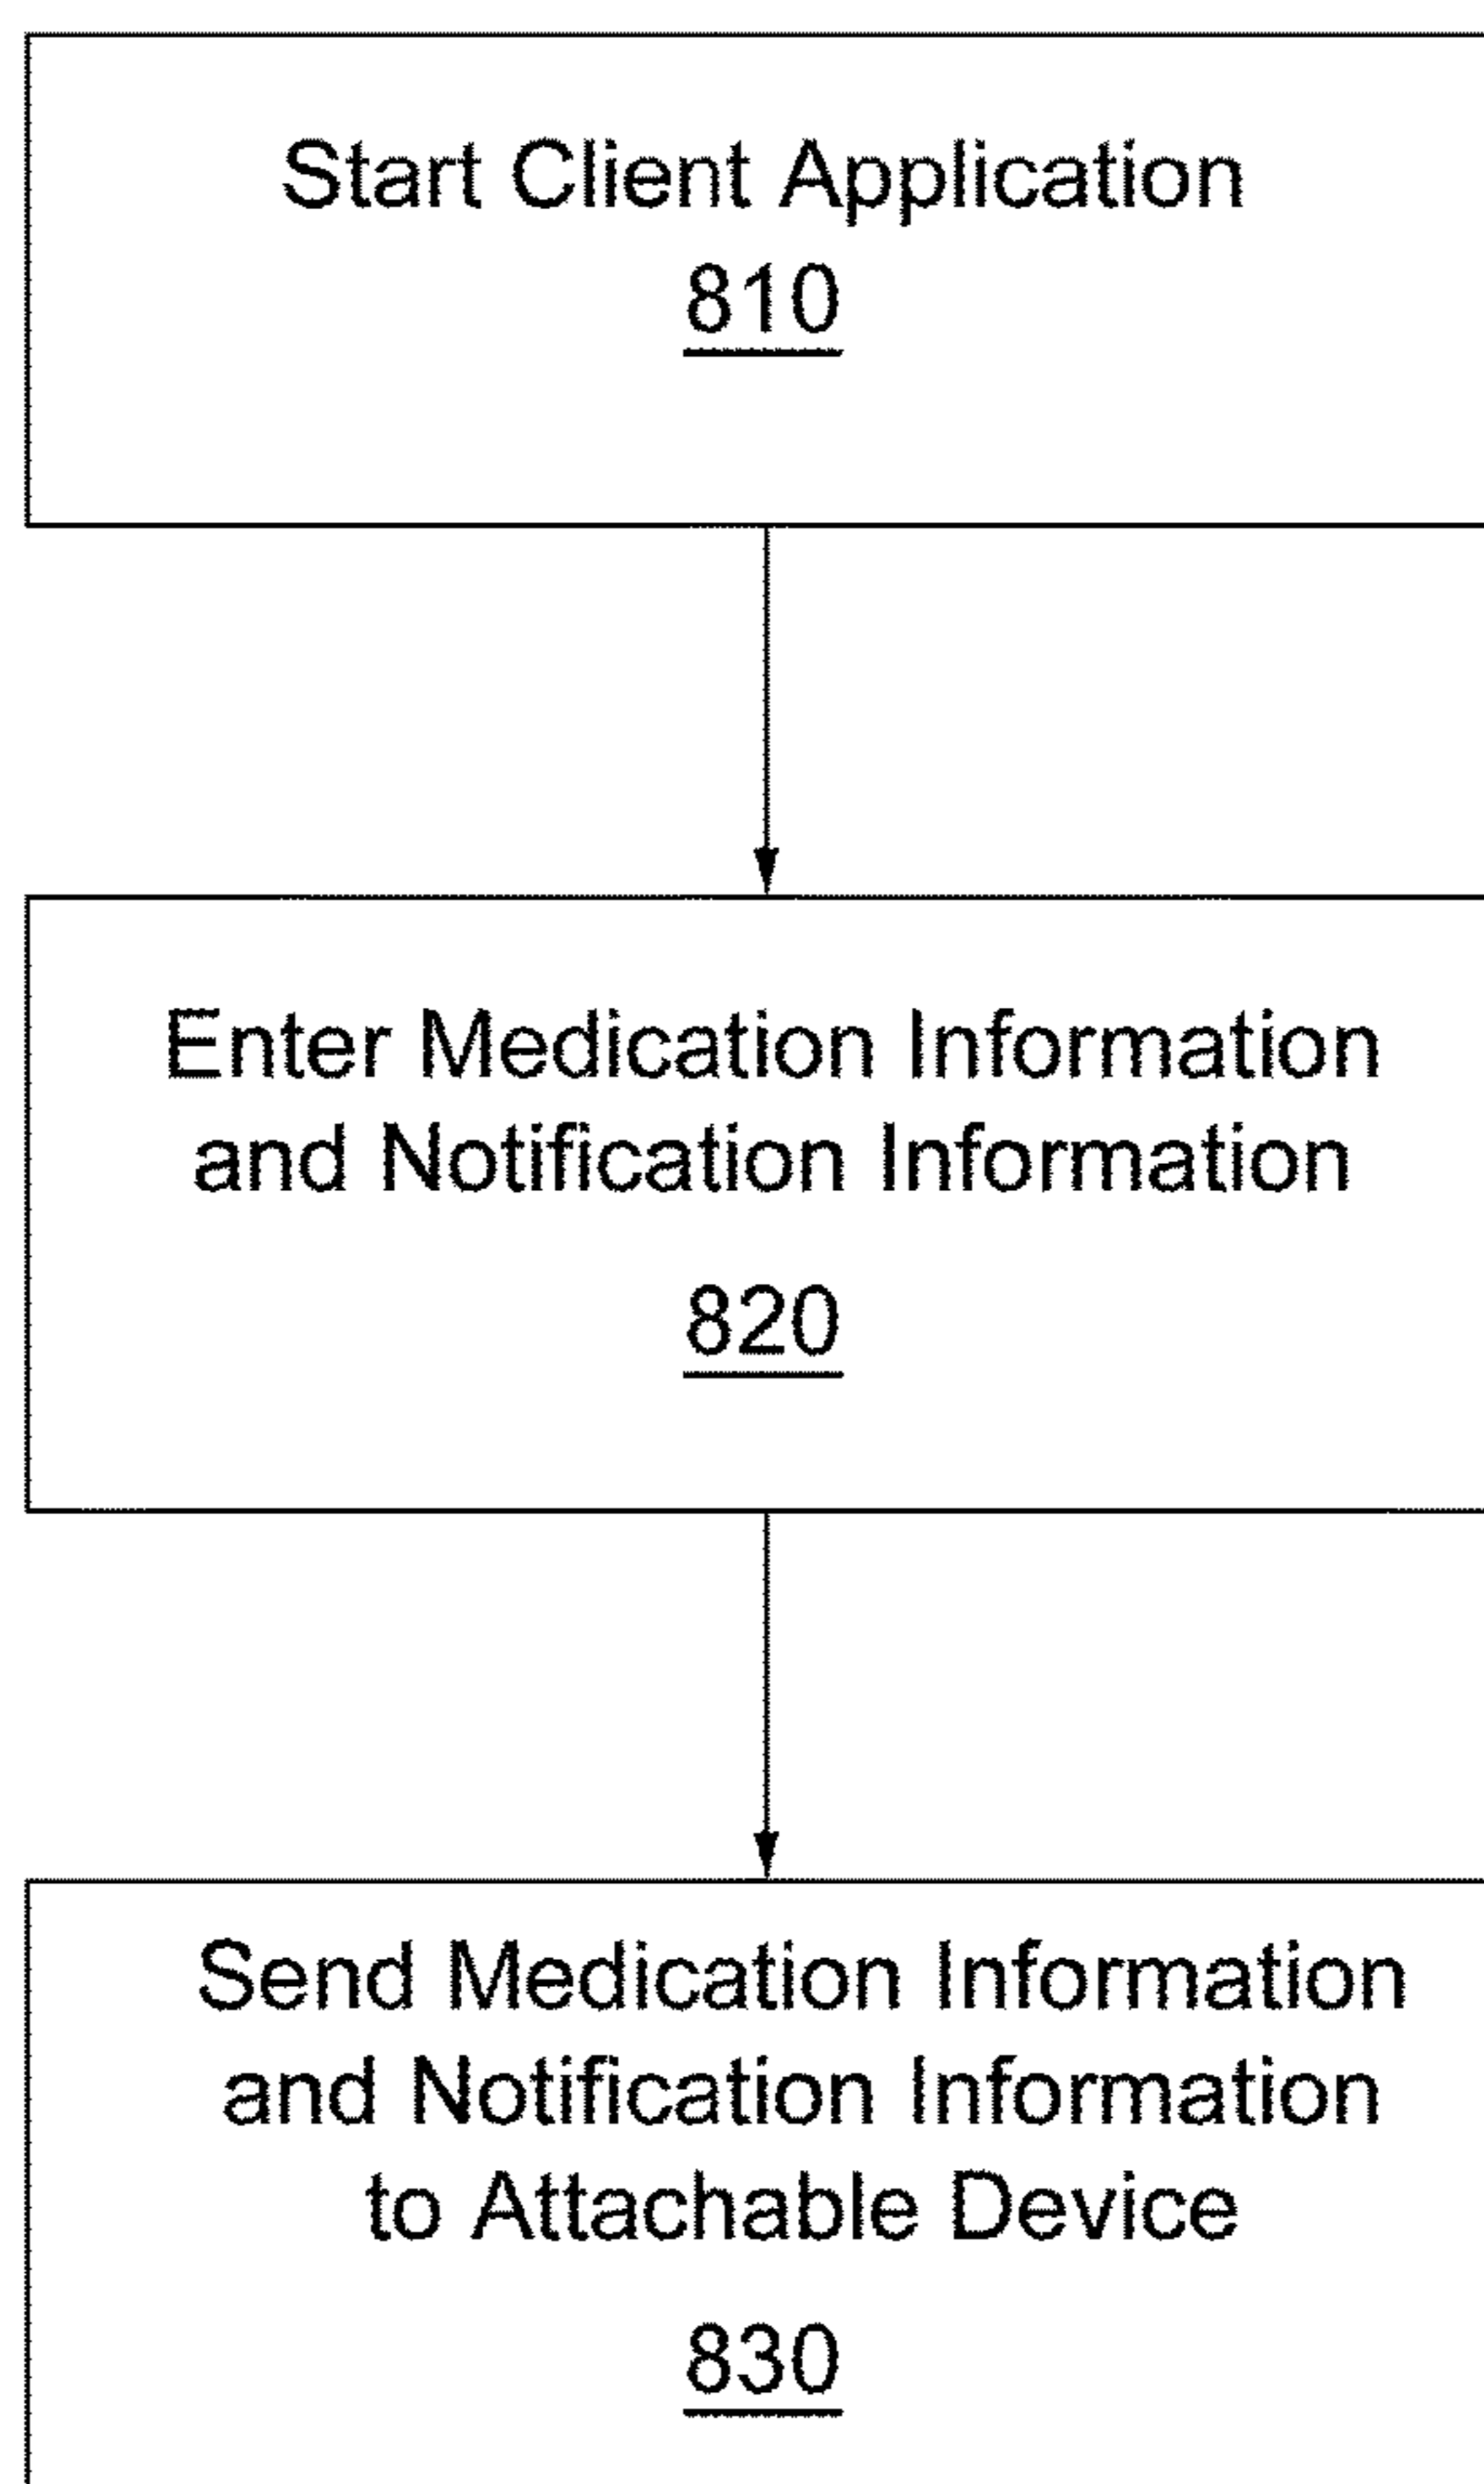 Start Client Application
810
Enter Medication Information
and Notification Information
820
Send Medication Information
and Notification Information
to Attachable Device
830